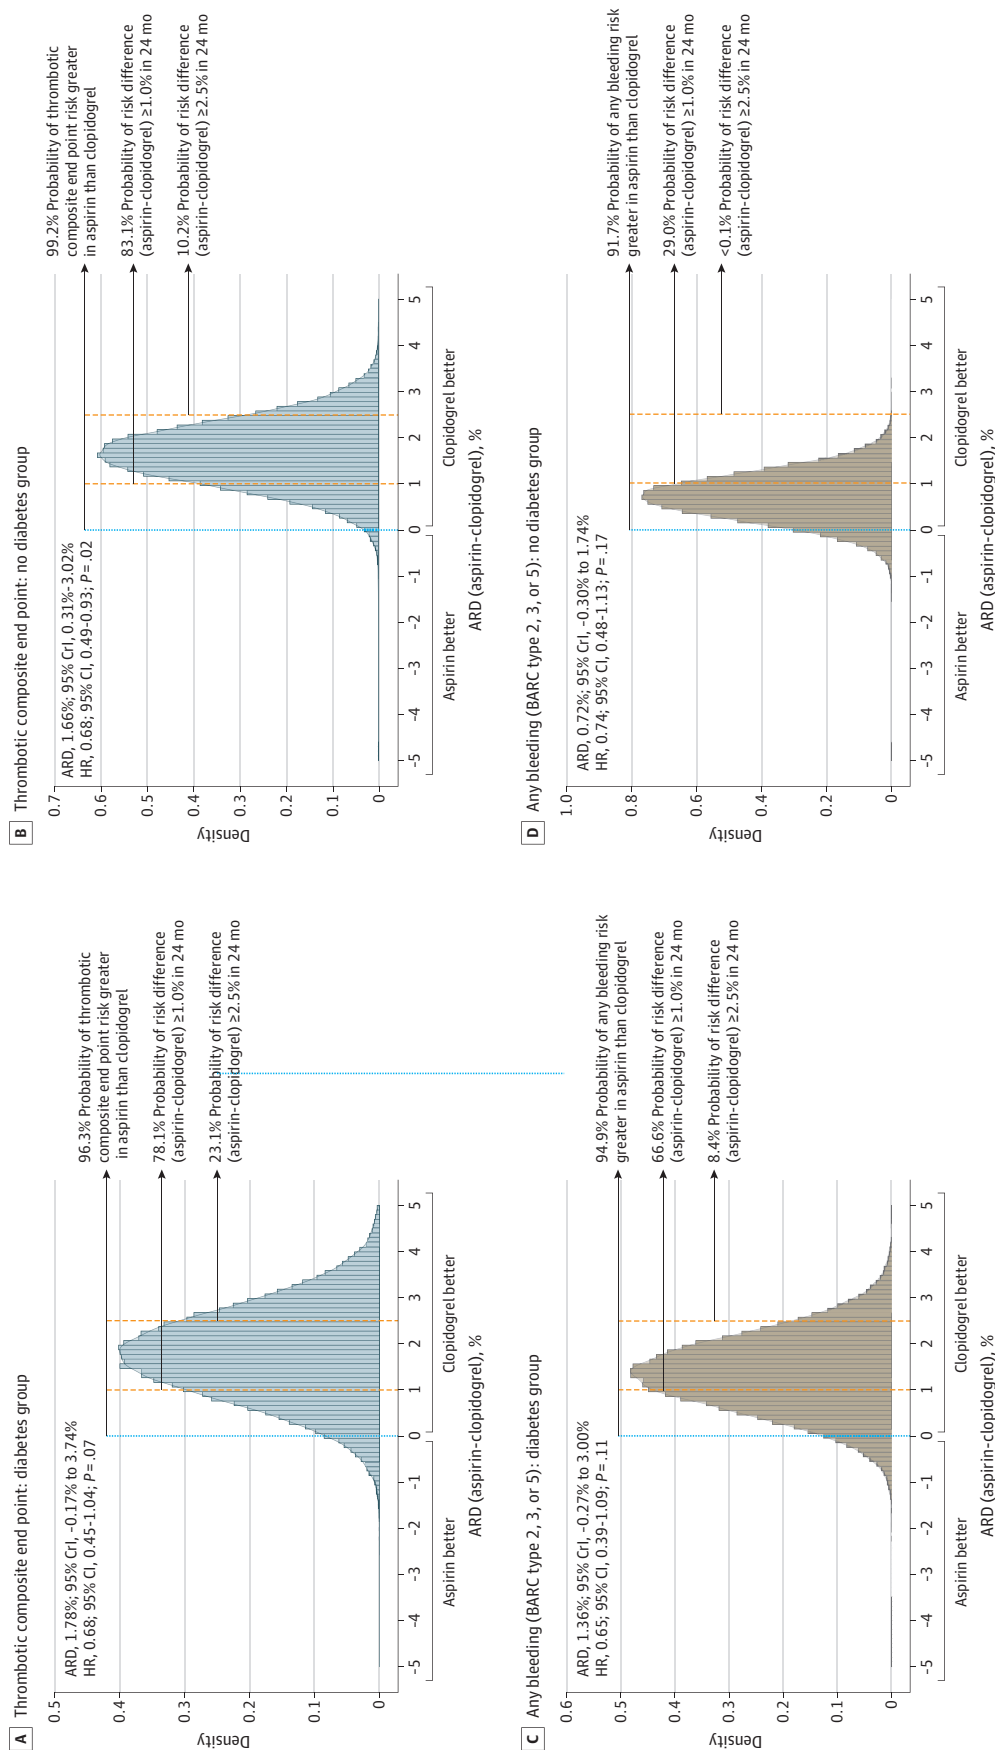 A Thrombotic composite end point: diabetes group
0.5
0.4
0.3
0.2
0.1
0
Density
ARD, 1.78%; 95% CrI, –0.17% to 3.74%
HR, 0.68; 95% CI, 0.45-1.04; P = .07
96.3% Probability of thrombotic
composite end point risk greater
in aspirin than clopidogrel
78.1% Probability of risk difference
(aspirin-clopidogrel) ≥1.0% in 24 mo
23.1% Probability of risk difference
(aspirin-clopidogrel) ≥2.5% in 24 mo
-5 -4 -3 -2 -1 0 1 2 3 4 5
Aspirin better Clopidogrel better
ARD (aspirin-clopidogrel), %
B Thrombotic composite end point: no diabetes group
0.7
0.6
0.5
0.4
0.3
0.2
0.1
0
Density
ARD, 1.66%; 95% CrI, 0.31%-3.02%
HR, 0.68; 95% CI, 0.49-0.93; P = .02
99.2% Probability of thrombotic
composite end point risk greater
in aspirin than clopidogrel
83.1% Probability of risk difference
(aspirin-clopidogrel) ≥1.0% in 24 mo
10.2% Probability of risk difference
(aspirin-clopidogrel) ≥2.5% in 24 mo
-5 -4 -3 -2 -1 0 1 2 3 4 5
Aspirin better Clopidogrel better
ARD (aspirin-clopidogrel), %
C Any bleeding (BARC type 2, 3, or 5): diabetes group
0.6
0.5
0.4
0.3
0.2
0.1
0
Density
ARD, 1.36%; 95% CrI, –0.27% to 3.00%
HR, 0.65; 95% CI, 0.39-1.09; P = .11
94.9% Probability of any bleeding risk
greater in aspirin than clopidogrel
66.6% Probability of risk difference
(aspirin-clopidogrel) ≥1.0% in 24 mo
8.4% Probability of risk difference
(aspirin-clopidogrel) ≥2.5% in 24 mo
-5 -4 -3 -2 -1 0 1 2 3 4 5
Aspirin better Clopidogrel better
ARD (aspirin-clopidogrel), %
D Any bleeding (BARC type 2, 3, or 5): no diabetes group
1.0
0.8
0.6
0.4
0.2
0
Density
ARD, 0.72%; 95% CrI, –0.30% to 1.74%
HR, 0.74; 95% CI, 0.48-1.13; P = .17
91.7% Probability of any bleeding risk
greater in aspirin than clopidogrel
29.0% Probability of risk difference
(aspirin-clopidogrel) ≥1.0% in 24 mo
<0.1% Probability of risk difference
(aspirin-clopidogrel) ≥2.5% in 24 mo
-5 -4 -3 -2 -1 0 1 2 3 4 5
Aspirin better Clopidogrel better
ARD (aspirin-clopidogrel), %